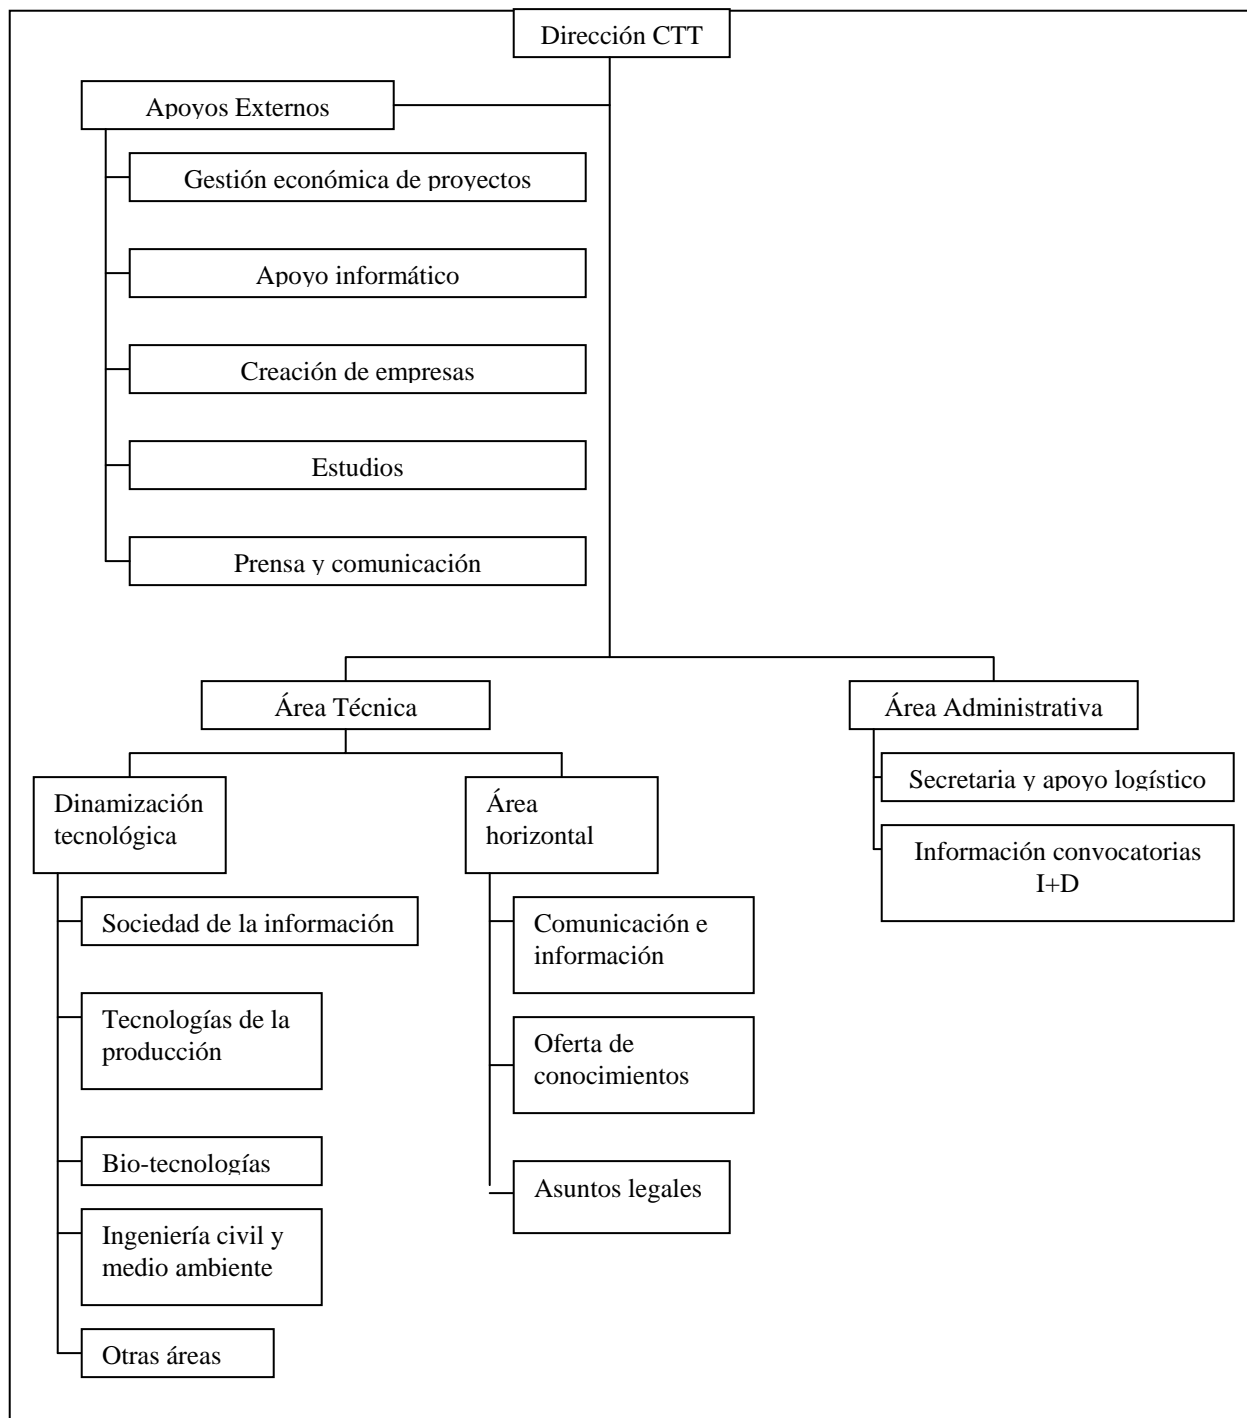 Dirección CTT
Apoyos Externos
Gestión económica de proyectos
Apoyo informático
Creación de empresas
Estudios
Prensa y comunicación
Área Técnica
Área Administrativa
Dinamización
tecnológica
Área
horizontal
Secretaria y apoyo logístico
Información convocatorias
I+D
Sociedad de la información
Tecnologías de la
producción
Bio-tecnologías
Ingeniería civil y
medio ambiente
Otras áreas
Comunicación e
información
Oferta de
conocimientos
Asuntos legales